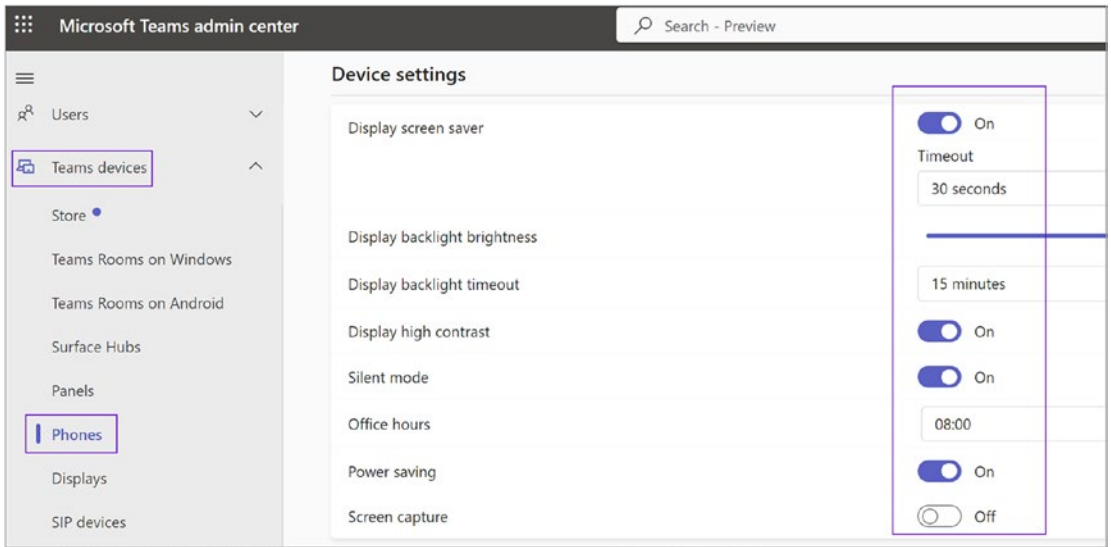 Microsoft Teams admin center
Search - Preview
Users
Teams devices
Store
Teams Rooms on Windows
Teams Rooms on Android
Surface Hubs
Panels
Phones
Displays
SIP devices
Device settings
Display screen saver
On
Timeout
30 seconds
Display backlight brightness
Display backlight timeout
15 minutes
Display high contrast
On
Silent mode
On
Office hours
08:00
Power saving
On
Screen capture
Off